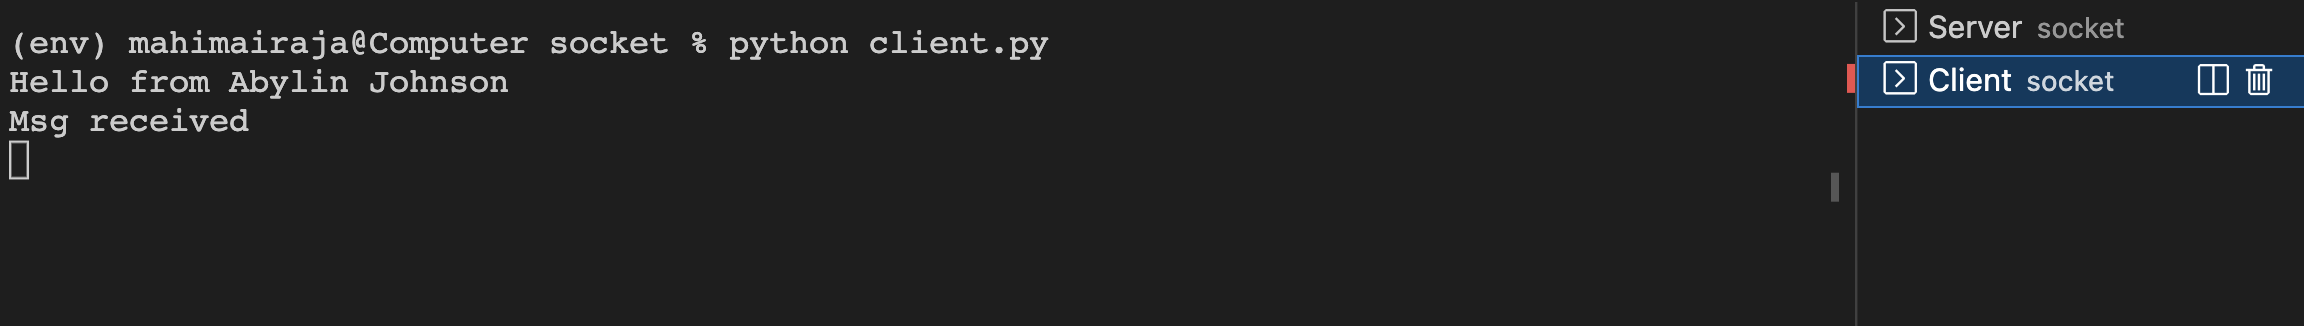 (env) mahimairaja@Computer socket % python client.py
Hello from Abylin Johnson
Msg received
Server socket
Client socket